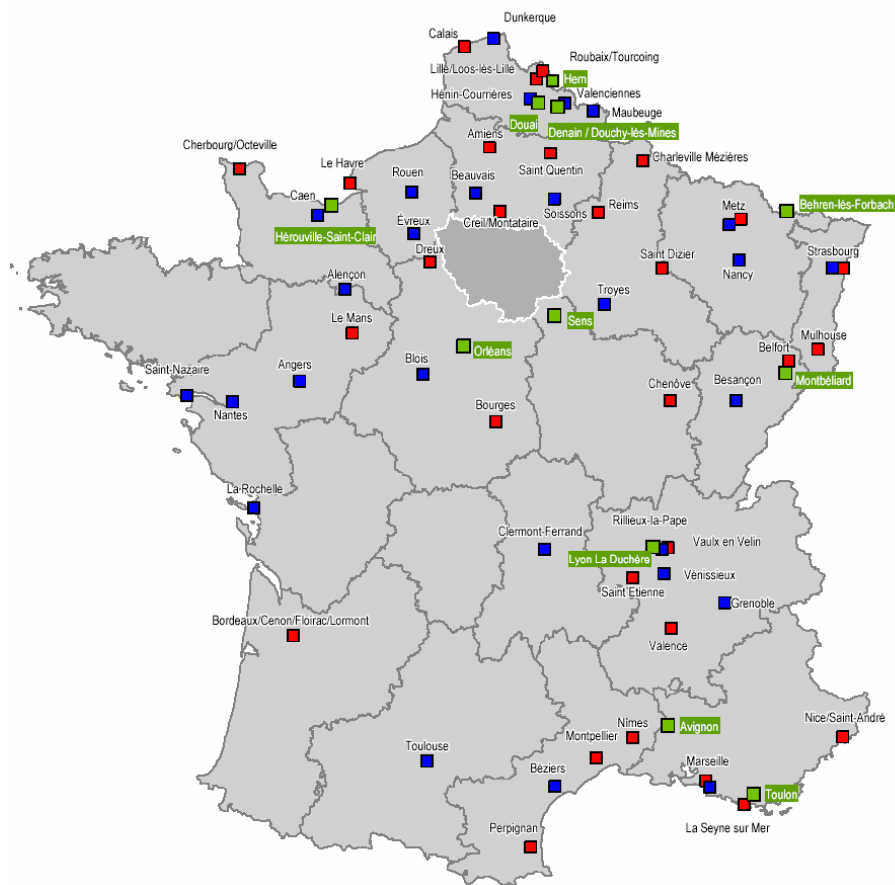 Dunkerque
Calais
Roubaix/Tourcoing
Lille/Loos-lès-Lille
Hem
Hénin-Courrières
Valenciennes
Maubeuge
Douai
Denain / Douchy-lès-Mines
Amiens
Cherbourg/Octeville
Saint Quentin
Charleville Mézières
Le Havre
Rouen
Beauvais
Caen
Soissons
Reims
Metz
Behren-lés-Forbach
Évreux
Creil/Montataire
Hérouville-Saint-Clair
Dreux
Saint Dizier
Strasbourg
Nancy
Alençon
Troyes
Le Mans
Sens
Mulhouse
Orléans
Belfort
Saint-Nazaire
Angers
Blois
Montbéliard
Chenôve
Besançon
Nantes
Bourges
La Rochelle
Rillieux-la-Pape
Clermont-Ferrand
Vaulx en Velin
Lyon La Duchère
Vénissieux
Saint Etienne
Grenoble
Bordeaux/Cenon/Floirac/Lormont
Valence
Nîmes
Avignon
Nice/Saint-André
Montpellier
Toulouse
Béziers
Marseille
Toulon
La Seyne sur Mer
Perpignan